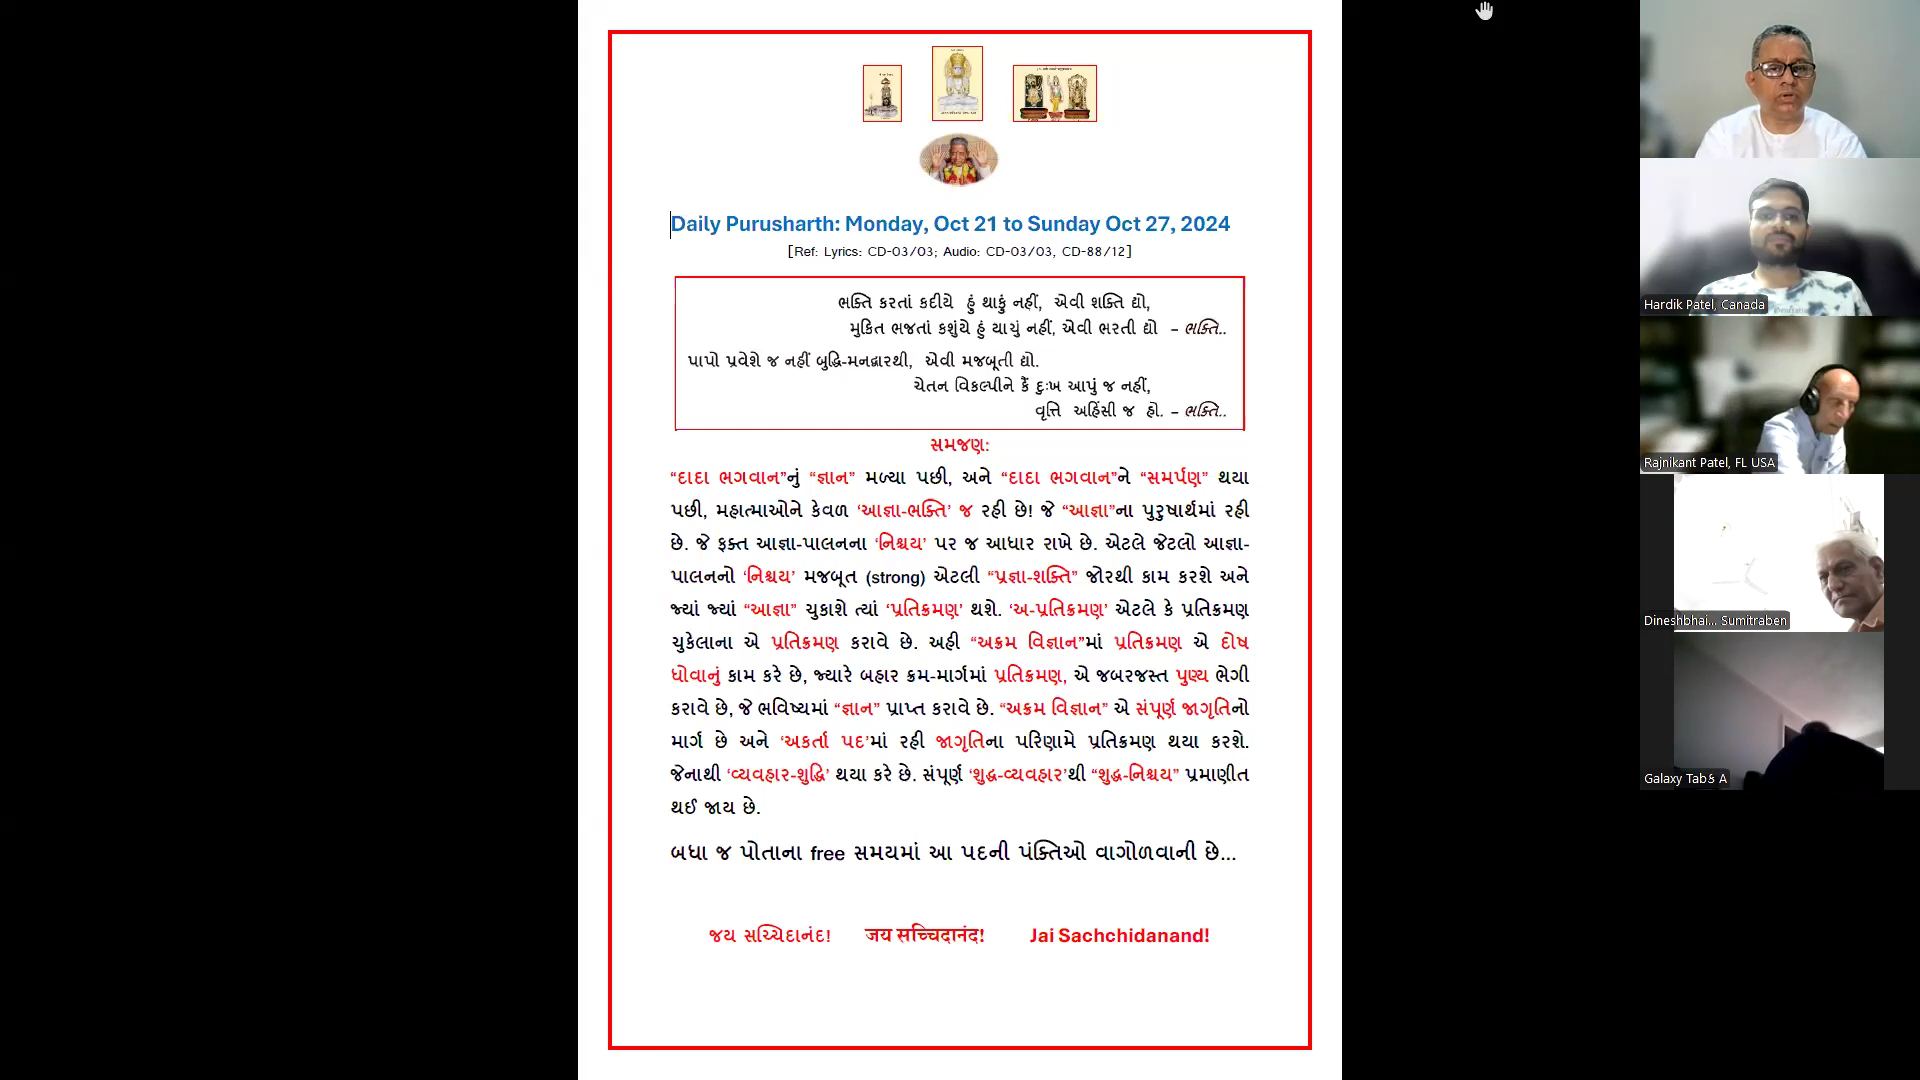 Daily Purusharth: Monday, Oct 21 to Sunday Oct 27, 2024
[Ref: Lyrics: CD-03/03; Audio: CD-03/03, CD-88/12]
ભક્તિ કરતાં કદીયે હું થાકું નહીં, એવી શક્તિ દ્યો,
મુકિત ભજતાં કશુંયે હું યાચું નહીં, એવી ભરતી દ્યો – ભક્તિ..
પાપો પ્રવેશે જ નહીં બુદ્ધિ-મનદ્વારથી, એવી મજબૂતી દ્યો.
ચેતન વિકલ્પીને કૈં દુઃખ આપું જ નહીં,
વૃત્તિ અહિંસી જ હો. – ભક્તિ..
સમજણ:
“દાદા ભગવાન”નું “જ્ઞાન” મળ્યા પછી, અને “દાદા ભગવાન”ને “સમર્પણ” થયા
પછી, મહાત્માઓને કેવળ ‘આજ્ઞા-ભક્તિ’ જ રહી છે! જે “આજ્ઞા”ના પુરુષાર્થમાં રહી
છે. જે ફક્ત આજ્ઞા-પાલનના ‘નિશ્ચય’ પર જ આધાર રાખે છે. એટલે જેટલો આજ્ઞા-
પાલનનો ‘નિશ્ચય’ મજબૂત (strong) એટલી “પ્રજ્ઞા-શક્તિ” જોરથી કામ કરશે અને
જ્યાં જ્યાં “આજ્ઞા” ચુકાશે ત્યાં ‘પ્રતિક્રમણ’ થશે. ‘અ-પ્રતિક્રમણ’ એટલે કે પ્રતિક્રમણ
ચુકેલાના એ પ્રતિક્રમણ કરાવે છે. અહી “અક્રમ વિજ્ઞાન”માં પ્રતિક્રમણ એ દોષ
ધોવાનું કામ કરે છે, જ્યારે બહાર ક્રમ-માર્ગમાં પ્રતિક્રમણ, એ જબરજસ્ત પુણ્ય ભેગી
કરાવે છે, જે ભવિષ્યમાં “જ્ઞાન” પ્રાપ્ત કરાવે છે. “અક્રમ વિજ્ઞાન” એ સંપૂર્ણ જાગૃતિનો
માર્ગ છે અને ‘અકર્તા પદ’માં રહી જાગૃતિના પરિણામે પ્રતિક્રમણ થયા કરશે.
જેનાથી ‘વ્યવહાર-શુદ્ધિ’ થયા કરે છે. સંપૂર્ણ ‘શુદ્ધ-વ્યવહાર’થી “શુદ્ધ-નિશ્ચય” પ્રમાણીત
થઈ જાય છે.
બધા જ પોતાના free સમયમાં આ પદની પંક્તિઓ વાગોળવાની છે...
જય સચ્ચિદાનંદ! जय सच्चिदानंद! Jai Sachchidanand!
Hardik Patel, Canada
Rajnikant Patel, FL USA
Dineshbhai... Sumitraben
Galaxy Tab A